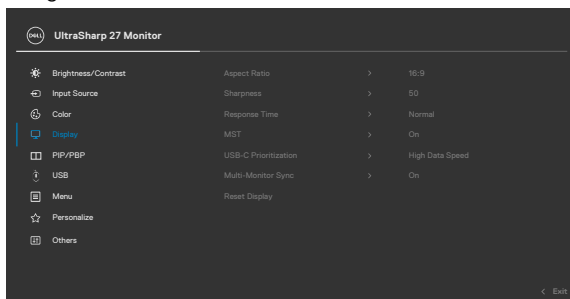 DELL UltraSharp 27 Monitor
Brightness/Contrast Aspect Ratio > 16:9
Input Source Sharpness > 50
Color Response Time > Normal
Display MST > On
PIP/PBP USB-C Prioritization > High Data Speed
USB Multi-Monitor Sync > On
Menu Reset Display
Personalize
Others
< Exit